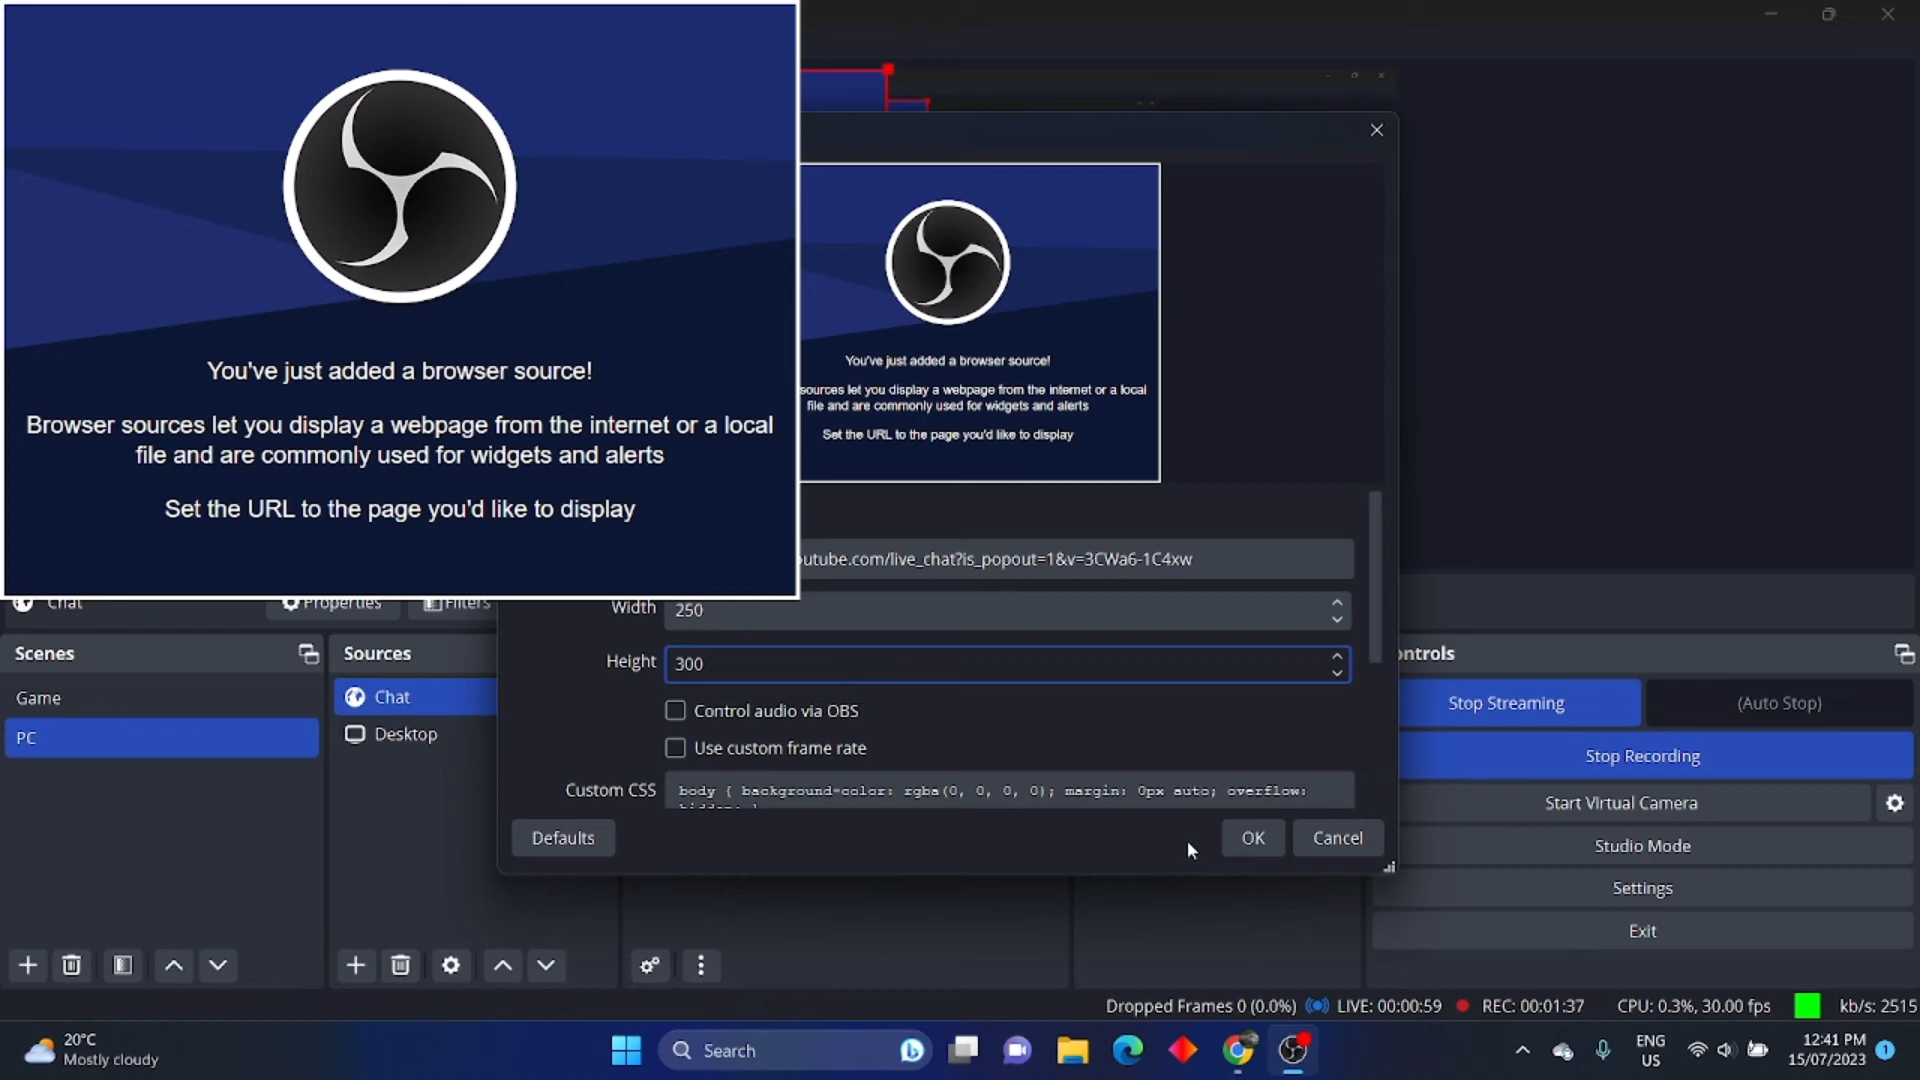 You've just added a browser source!
Browser sources let you display a webpage from the internet or a local
file and are commonly used for widgets and alerts
Set the URL to the page you'd like to display
You've just added a browser source!
sources let you display a webpage from the internet or a local
file and are commonly used for widgets and alerts
Set the URL to the page you'd like to display
utube.com/live_chat?is_popout=1&v=3CWa6-1C4xw
Chat
Properties
Filters
Width
250
Height
300
Control audio via OBS
Use custom frame rate
Custom CSS
body { background-color: rgba(0, 0, 0, 0); margin: 0px auto; overflow:
Defaults
OK
Cancel
Scenes
Game
PC
Sources
Chat
Desktop
ontrols
Stop Streaming
(Auto Stop)
Stop Recording
Start Virtual Camera
Studio Mode
Settings
Exit
Dropped Frames 0 (0.0%)
LIVE: 00:00:59
REC: 00:01:37
CPU: 0.3%, 30.00 fps
kb/s: 2515
20°C
Mostly cloudy
Search
ENG
US
12:41 PM
15/07/2023
1